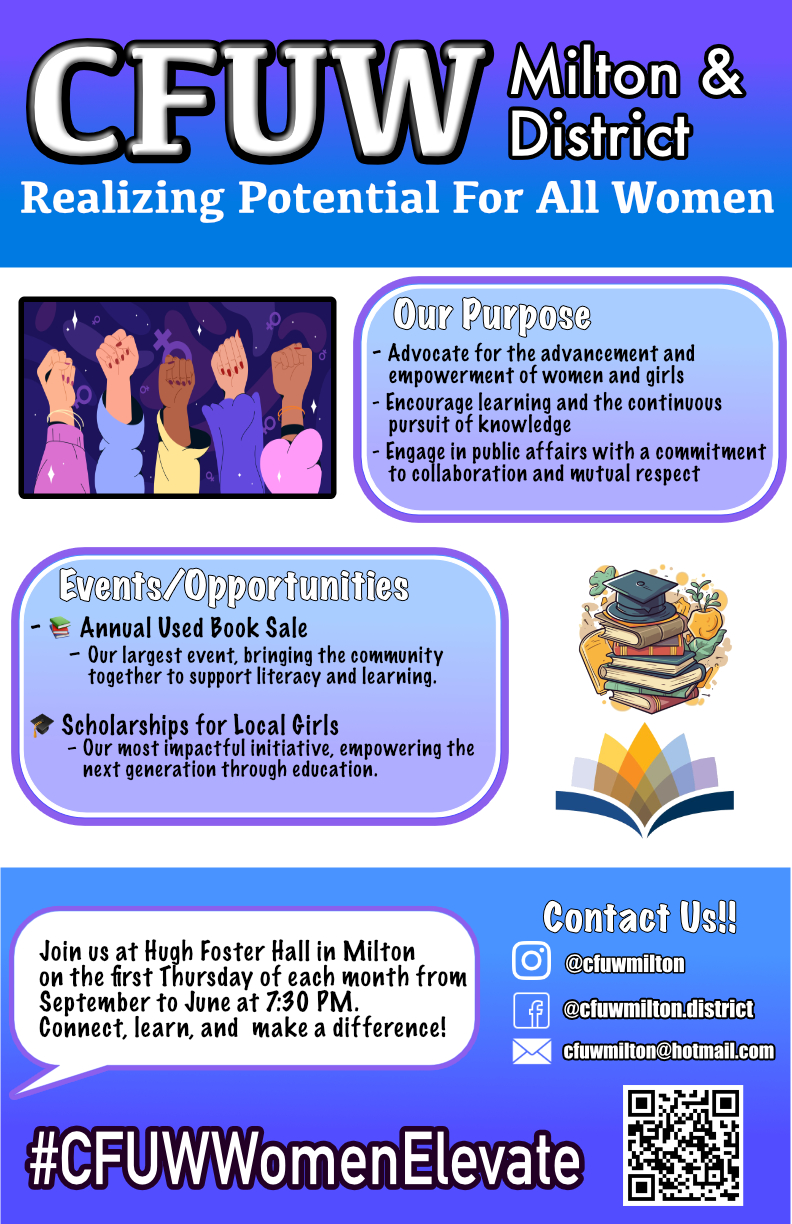 CFUW
Milton &
District
Realizing Potential For All Women
Our Purpose
- Advocate for the advancement and
empowerment of women and girls
- Encourage learning and the continuous
pursuit of knowledge
- Engage in public affairs with a commitment
to collaboration and mutual respect
Events/Opportunities
- 📚 Annual Used Book Sale
- Our largest event, bringing the community
together to support literacy and learning.
🎓 Scholarships for Local Girls
- Our most impactful initiative, empowering the
next generation through education.
Join us at Hugh Foster Hall in Milton
on the first Thursday of each month from
September to June at 7:30 PM.
Connect, learn, and make a difference!
Contact Us!!
@cfuwmilton
@cfuwmilton.district
cfuwmilton@hotmail.com
#CFUWWomenElevate